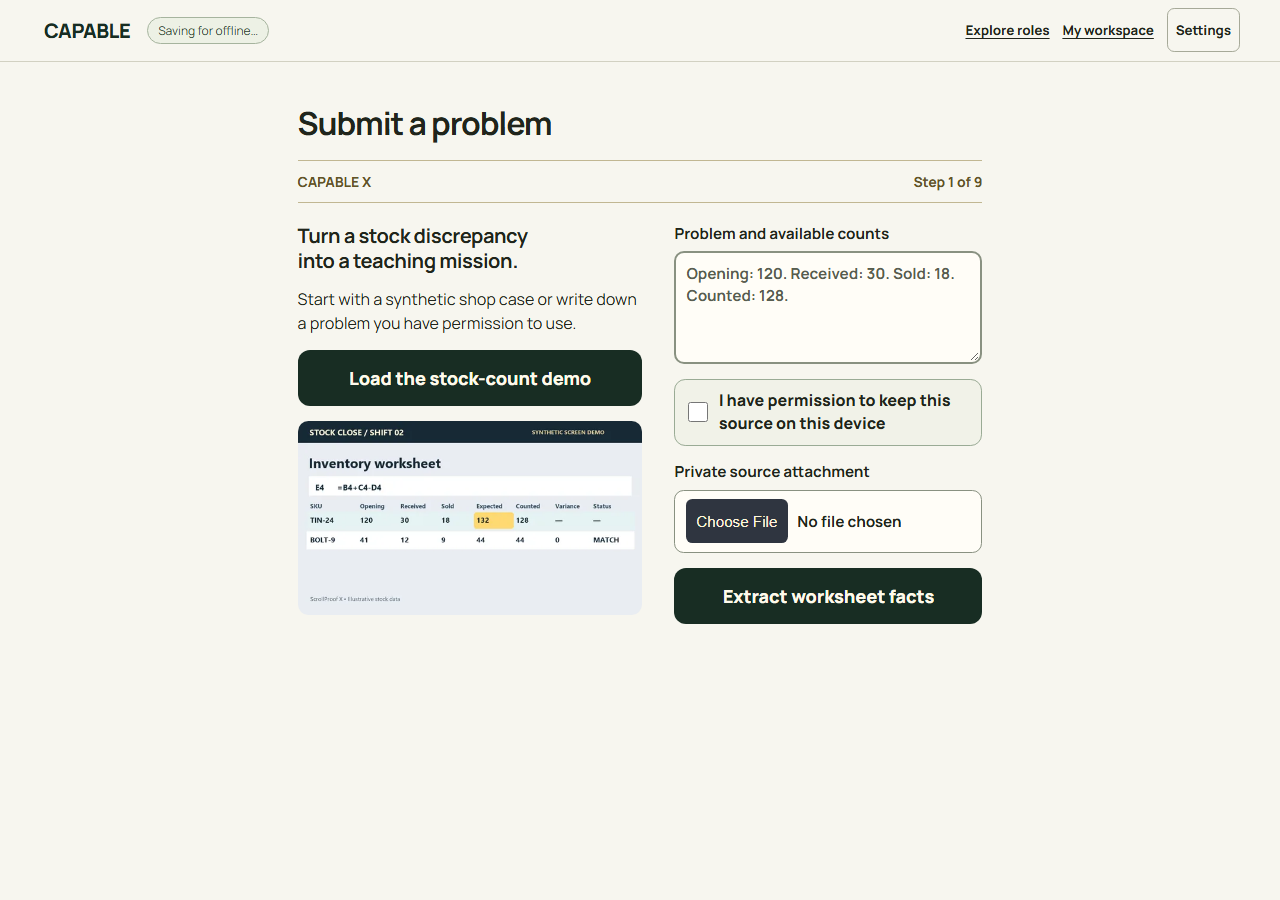 CAPABLE
Saving for offline...
Explore roles
My workspace
Settings
Submit a problem
CAPABLE X
Step 1 of 9
Turn a stock discrepancy
into a teaching mission.
Start with a synthetic shop case or write down
a problem you have permission to use.
Load the stock-count demo
STOCK CLOSE / SHIFT 02
SYNTHETIC SCREEN DEMO
Inventory worksheet
E4 =B4+C4-D4
SKU Opening Received Sold Expected Counted Variance Status
TIN-24 120 30 18 132 128 — —
BOLT-9 41 12 9 44 44 0 MATCH
ScrollProof X • Illustrative stock data
Problem and available counts
Opening: 120. Received: 30. Sold: 18.
Counted: 128.
I have permission to keep this
source on this device
Private source attachment
Choose File No file chosen
Extract worksheet facts